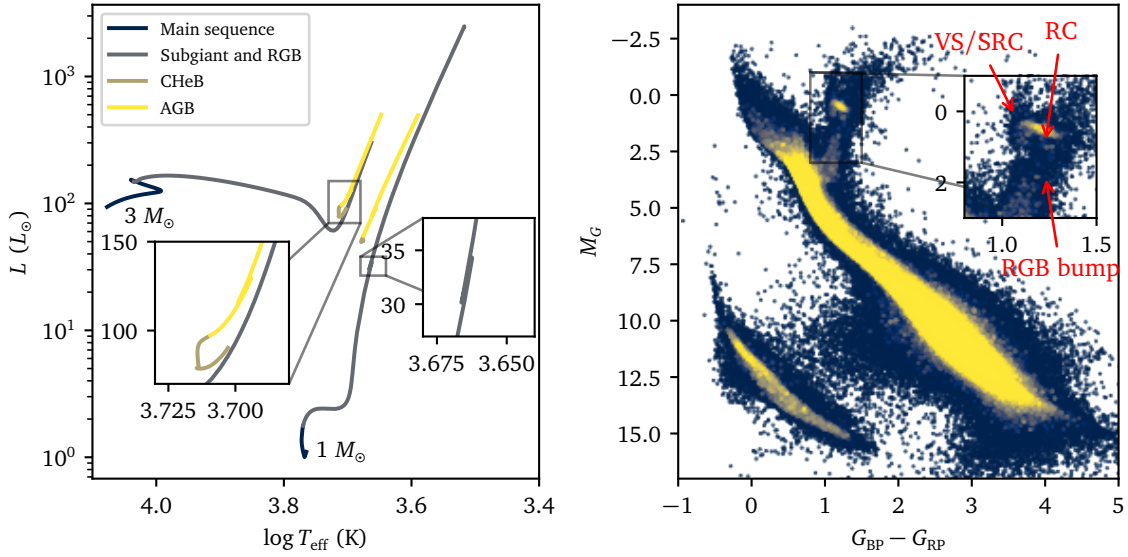 Main sequence
Subgiant and RGB
CHeB
AGB
10³
10²
10¹
10⁰
L (L⊙)
3 M⊙
1 M⊙
150
100
3.725 3.700
35
30
3.675 3.650
4.0 3.8 3.6 3.4
log Teff (K)
−2.5
0.0
2.5
5.0
7.5
10.0
12.5
15.0
M_G
VS/SRC
RC
0
2
1.0 1.5
RGB bump
−1 0 1 2 3 4 5
G_BP − G_RP